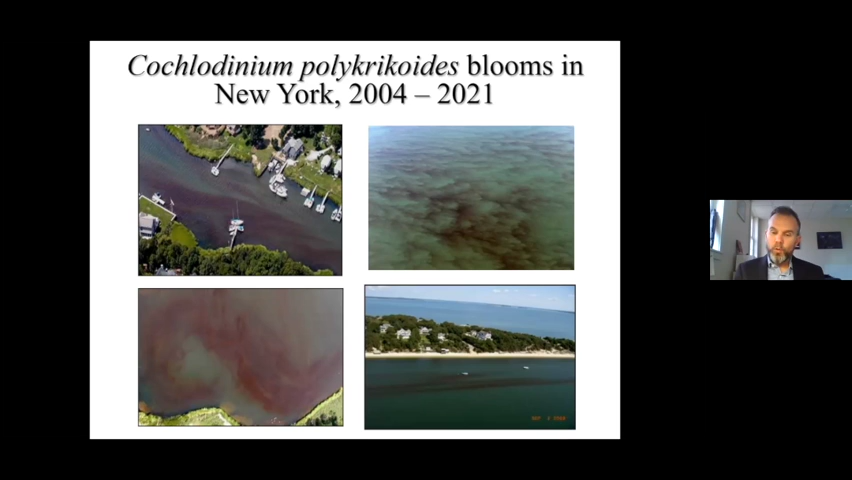 Cochlodinium polykrikoides blooms in
New York, 2004 – 2021